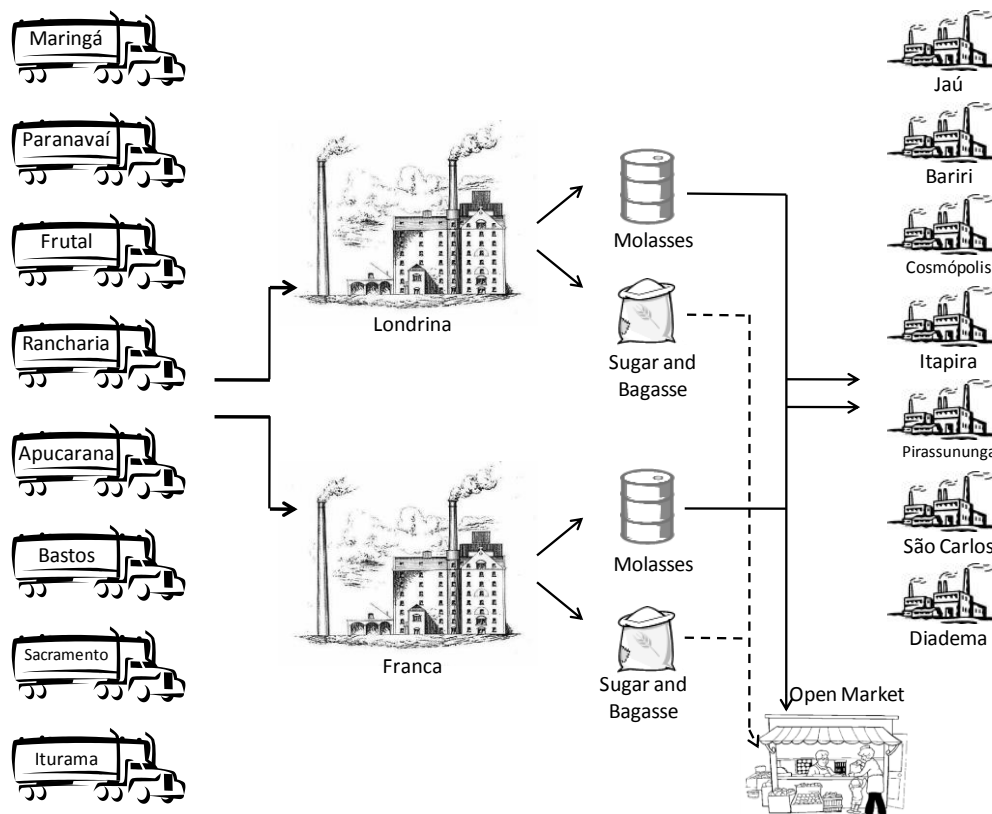 Maringá
Paranavaí
Frutal
Rancharia
Apucarana
Bastos
Sacramento
Iturama
Londrina
Franca
Molasses
Sugar and
Bagasse
Molasses
Sugar and
Bagasse
Open Market
Jaú
Bariri
Cosmópolis
Itapira
Pirassununga
São Carlos
Diadema